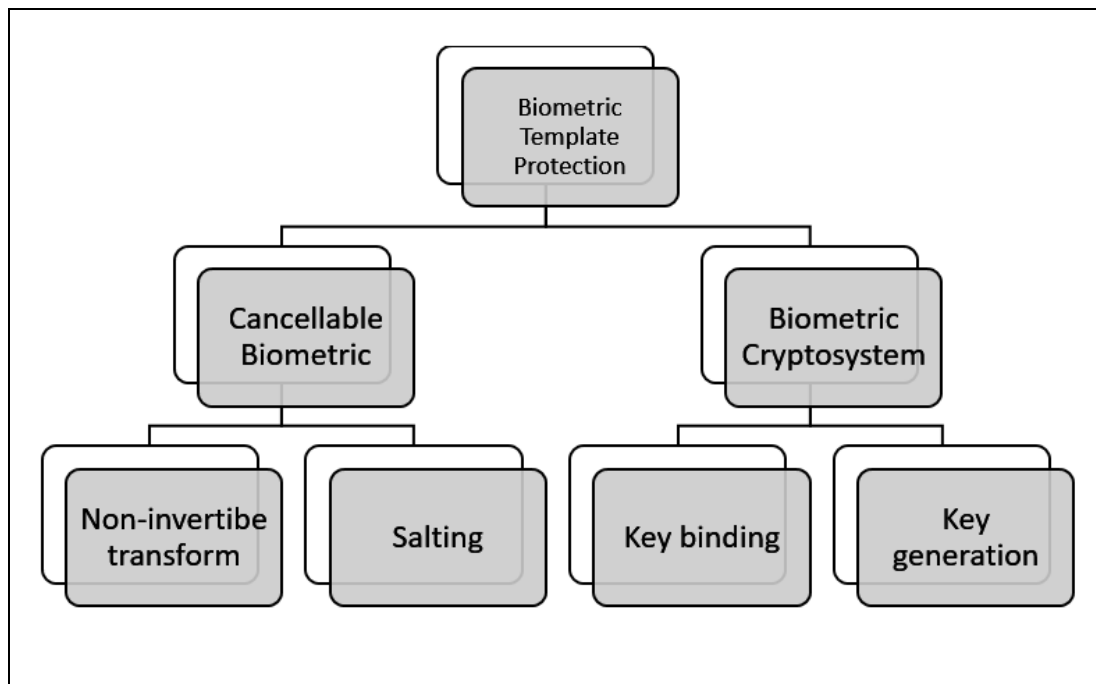 Biometric
Template
Protection
Cancellable
Biometric
Biometric
Cryptosystem
Non-invertibe
transform
Salting
Key binding
Key
generation